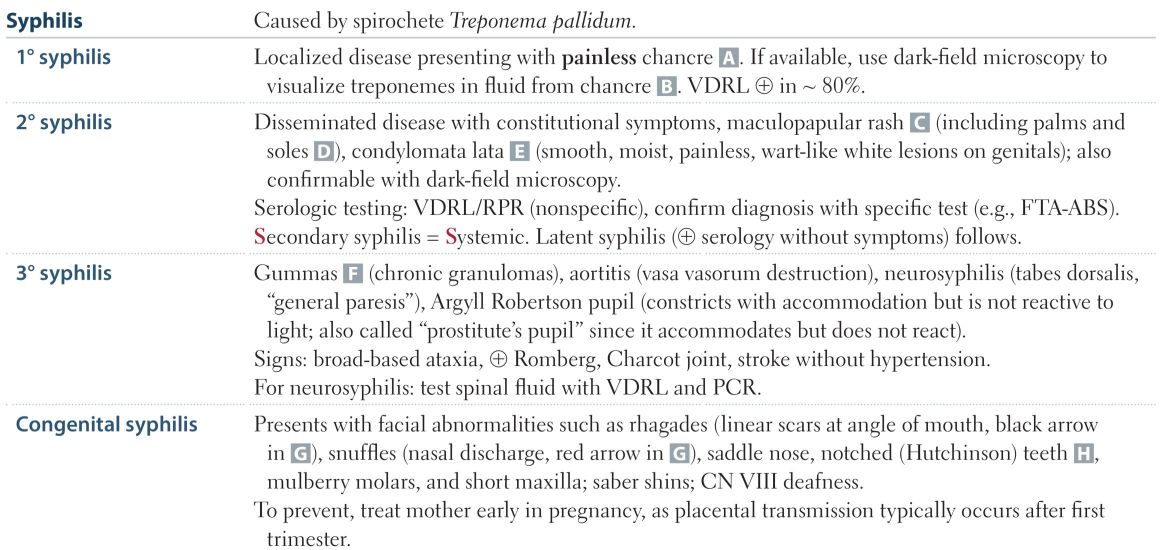 Syphilis Caused by spirochete Treponema pallidum.
1° syphilis Localized disease presenting with painless chancre A. If available, use dark-field microscopy to
visualize treponemes in fluid from chancre B. VDRL ⊕ in ~ 80%.
2° syphilis Disseminated disease with constitutional symptoms, maculopapular rash C (including palms and
soles D), condylomata lata E (smooth, moist, painless, wart-like white lesions on genitals); also
confirmable with dark-field microscopy.
Serologic testing: VDRL/RPR (nonspecific), confirm diagnosis with specific test (e.g., FTA-ABS).
Secondary syphilis = Systemic. Latent syphilis (⊕ serology without symptoms) follows.
3° syphilis Gummas F (chronic granulomas), aortitis (vasa vasorum destruction), neurosyphilis (tabes dorsalis,
“general paresis”), Argyll Robertson pupil (constricts with accommodation but is not reactive to
light; also called “prostitute’s pupil” since it accommodates but does not react).
Signs: broad-based ataxia, ⊕ Romberg, Charcot joint, stroke without hypertension.
For neurosyphilis: test spinal fluid with VDRL and PCR.
Congenital syphilis Presents with facial abnormalities such as rhagades (linear scars at angle of mouth, black arrow
in G), snuffles (nasal discharge, red arrow in G), saddle nose, notched (Hutchinson) teeth H,
mulberry molars, and short maxilla; saber shins; CN VIII deafness.
To prevent, treat mother early in pregnancy, as placental transmission typically occurs after first
trimester.